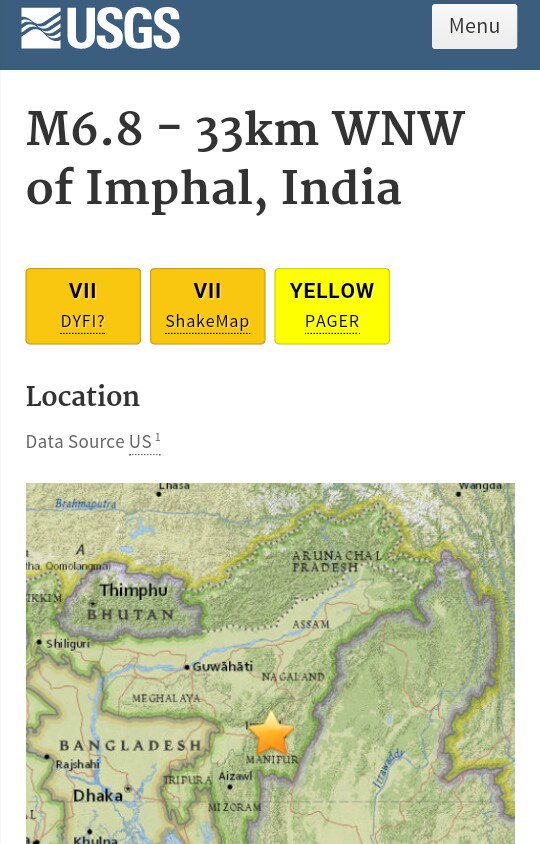 USGS
Menu
M6.8 - 33km WNW
of Imphal, India
VII
DYFI?
VII
ShakeMap
YELLOW
PAGER
Location
Data Source US 1
Lhasa
Wangda
Brahmaputra
A
Qomolangma)
ARUNACHAL
PRADESH
IKKIM
Thimphu
BHUTAN
ASSAM
Shiliguri
Guwāhāti
NAGALAND
MEGHALAYA
BANGLADESH
MANIPUR
Rajshahi
TRIPURA
Aizawl
Irrawaddy
Dhaka
MIZORAM
Khulna